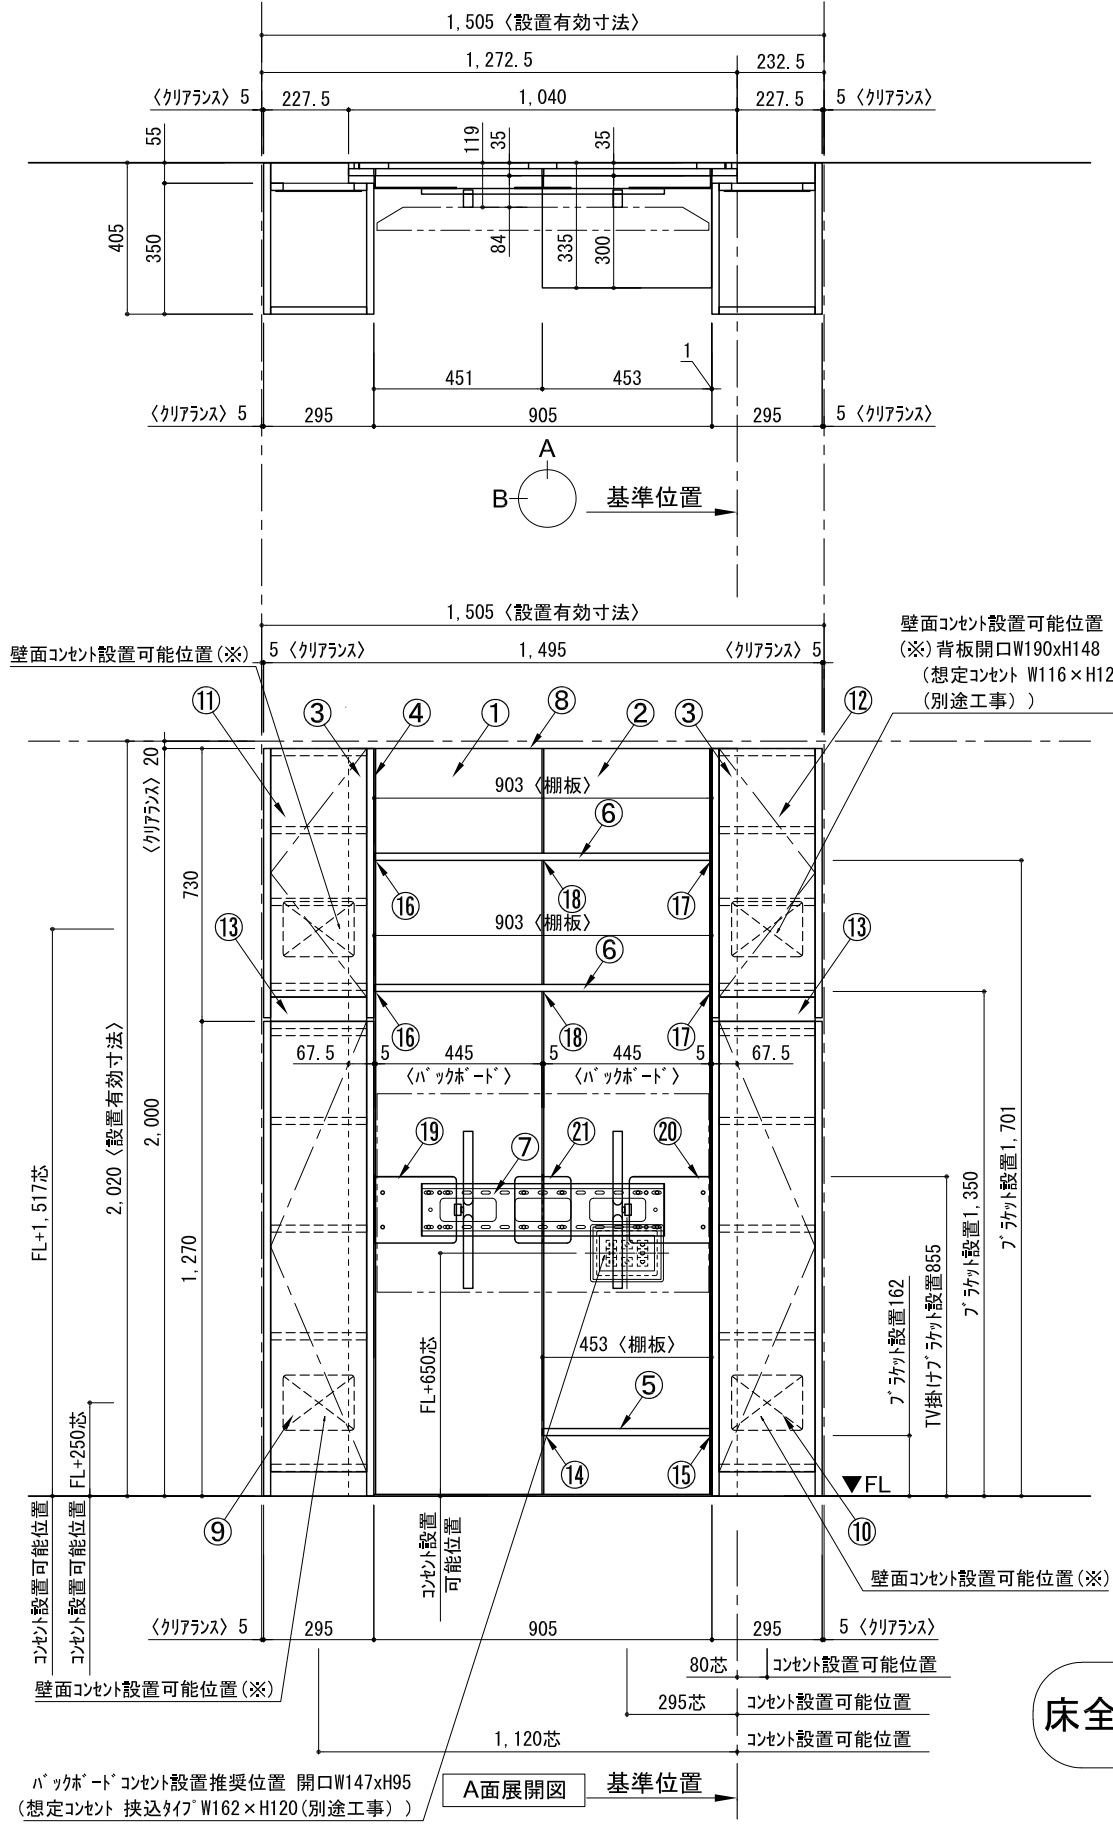 1,505〈設置有効寸法〉
1,272.5
232.5
〈クリアランス〉5
227.5
1,040
227.5
5〈クリアランス〉
55
119
35
35
405
350
84
335
300
1
451
453
〈クリアランス〉5
295
905
295
5〈クリアランス〉
A
B
基準位置
1,505〈設置有効寸法〉
壁面コンセント設置可能位置
(※)背板開口W190xH148
(想定コンセント W116×H12
(別途工事))
壁面コンセント設置可能位置(※)
5〈クリアランス〉
1,495
〈クリアランス〉5
⑪
③
④
①
⑧
②
③
⑫
〈クリアランス〉20
903〈棚板〉
⑥
730
⑯
⑱
⑰
903〈棚板〉
⑬
⑬
⑥
⑯
⑱
⑰
67.5
5
445
5
445
5
67.5
〈バックボード〉
〈バックボード〉
2,020〈設置有効寸法〉
2,000
FL+1,517芯
1,270
⑲
⑦
㉑
⑳
ブラケット設置1,701
ブラケット設置1,350
TV掛けブラケット設置855
ブラケット設置162
FL+650芯
453〈棚板〉
⑤
FL+250芯
⑭
⑮
▼FL
⑨
⑩
コンセント設置可能位置
コンセント設置可能位置
コンセント設置
可能位置
壁面コンセント設置可能位置(※)
〈クリアランス〉5
295
905
295
5〈クリアランス〉
80芯
コンセント設置可能位置
壁面コンセント設置可能位置(※)
295芯
コンセント設置可能位置
床全
1,120芯
コンセント設置可能位置
バックボードコンセント設置推奨位置 開口W147xH95
(想定コンセント 挟込タイプW162×H120(別途工事))
A面展開図
基準位置